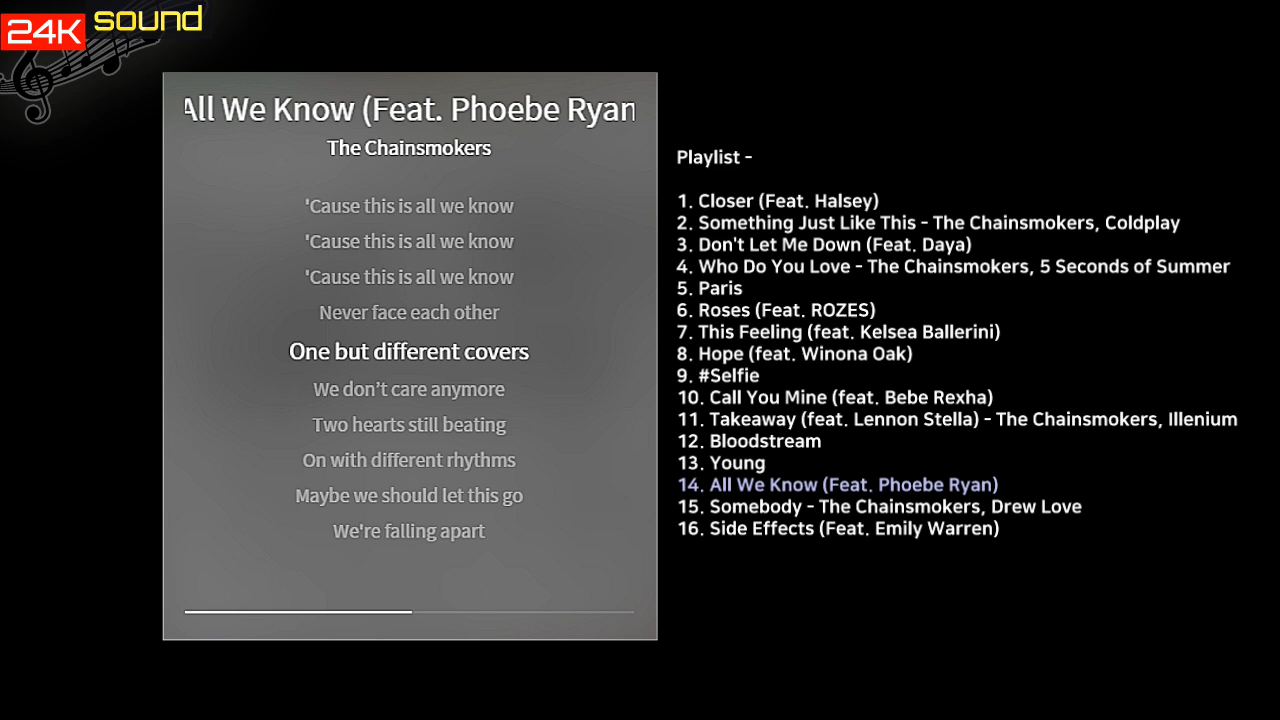 24K sound
All We Know (Feat. Phoebe Ryan
The Chainsmokers
'Cause this is all we know
'Cause this is all we know
'Cause this is all we know
Never face each other
One but different covers
We don’t care anymore
Two hearts still beating
On with different rhythms
Maybe we should let this go
We're falling apart
Playlist -
1. Closer (Feat. Halsey)
2. Something Just Like This - The Chainsmokers, Coldplay
3. Don't Let Me Down (Feat. Daya)
4. Who Do You Love - The Chainsmokers, 5 Seconds of Summer
5. Paris
6. Roses (Feat. ROZES)
7. This Feeling (feat. Kelsea Ballerini)
8. Hope (feat. Winona Oak)
9. #Selfie
10. Call You Mine (feat. Bebe Rexha)
11. Takeaway (feat. Lennon Stella) - The Chainsmokers, Illenium
12. Bloodstream
13. Young
14. All We Know (Feat. Phoebe Ryan)
15. Somebody - The Chainsmokers, Drew Love
16. Side Effects (Feat. Emily Warren)